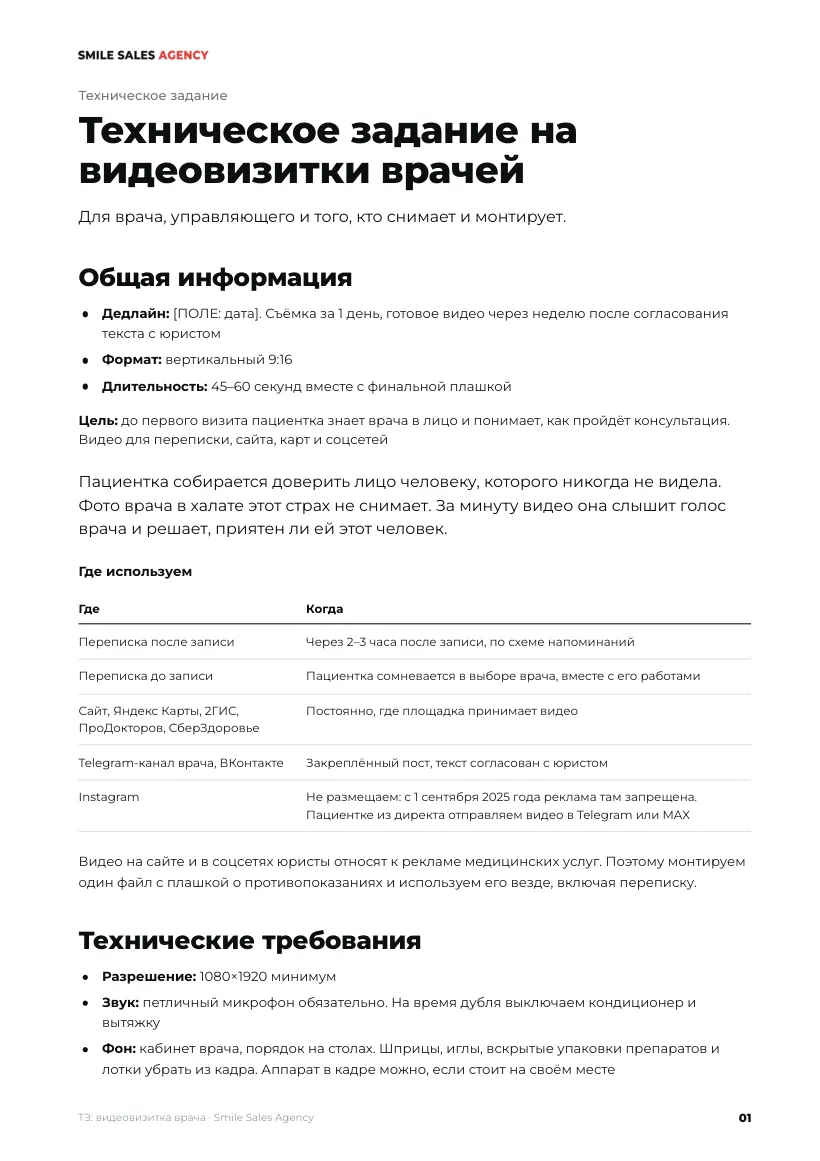 SMILE SALES AGENCY
Техническое задание
Техническое задание на
видеовизитки врачей
Для врача, управляющего и того, кто снимает и монтирует.
Общая информация
• Дедлайн: [ПОЛЕ: дата]. Съёмка за 1 день, готовое видео через неделю после согласования
текста с юристом
• Формат: вертикальный 9:16
• Длительность: 45–60 секунд вместе с финальной плашкой
Цель: до первого визита пациентка знает врача в лицо и понимает, как пройдёт консультация.
Видео для переписки, сайта, карт и соцсетей
Пациентка собирается доверить лицо человеку, которого никогда не видела.
Фото врача в халате этот страх не снимает. За минуту видео она слышит голос
врача и решает, приятен ли ей этот человек.
Где используем
Где Когда
Переписка после записи Через 2–3 часа после записи, по схеме напоминаний
Переписка до записи Пациентка сомневается в выборе врача, вместе с его работами
Сайт, Яндекс Карты, 2ГИС, Постоянно, где площадка принимает видео
ПроДокторов, СберЗдоровье
Telegram-канал врача, ВКонтакте Закреплённый пост, текст согласован с юристом
Instagram Не размещаем: с 1 сентября 2025 года реклама там запрещена.
Пациентке из директа отправляем видео в Telegram или MAX
Видео на сайте и в соцсетях юристы относят к рекламе медицинских услуг. Поэтому монтируем
один файл с плашкой о противопоказаниях и используем его везде, включая переписку.
Технические требования
• Разрешение: 1080×1920 минимум
• Звук: петличный микрофон обязательно. На время дубля выключаем кондиционер и
вытяжку
• Фон: кабинет врача, порядок на столах. Шприцы, иглы, вскрытые упаковки препаратов и
лотки убрать из кадра. Аппарат в кадре можно, если стоит на своём месте
ТЗ: видеовизитка врача · Smile Sales Agency 01